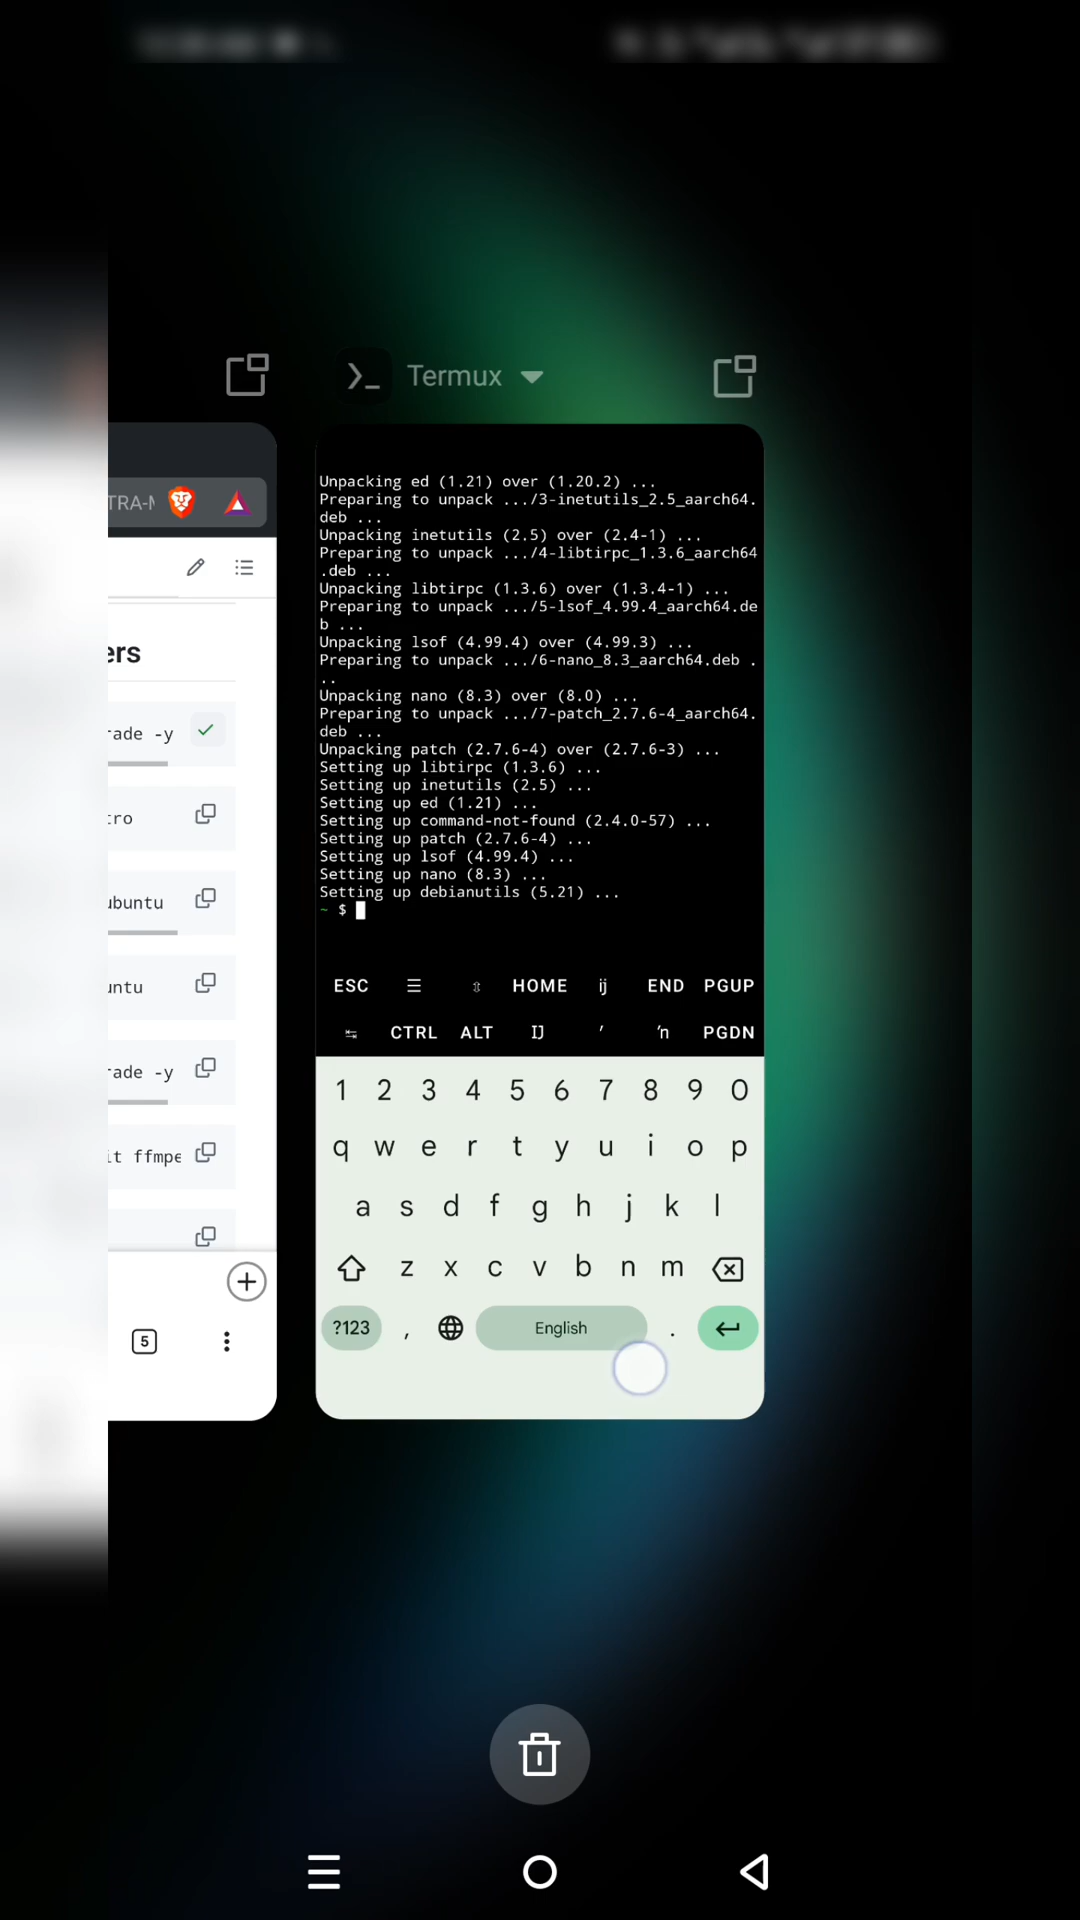 Termux
TRA-M
ers
rade -y
tro
ubuntu
untu
rade -y
it ffmpe
5
Unpacking ed (1.21) over (1.20.2) ...
Preparing to unpack .../3-inetutils_2.5_aarch64.
deb ...
Unpacking inetutils (2.5) over (2.4-1) ...
Preparing to unpack .../4-libtirpc_1.3.6_aarch64
.deb ...
Unpacking libtirpc (1.3.6) over (1.3.4-1) ...
Preparing to unpack .../5-lsof_4.99.4_aarch64.de
b ...
Unpacking lsof (4.99.4) over (4.99.3) ...
Preparing to unpack .../6-nano_8.3_aarch64.deb .
..
Unpacking nano (8.3) over (8.0) ...
Preparing to unpack .../7-patch_2.7.6-4_aarch64.
deb ...
Unpacking patch (2.7.6-4) over (2.7.6-3) ...
Setting up libtirpc (1.3.6) ...
Setting up inetutils (2.5) ...
Setting up ed (1.21) ...
Setting up command-not-found (2.4.0-57) ...
Setting up patch (2.7.6-4) ...
Setting up lsof (4.99.4) ...
Setting up nano (8.3) ...
Setting up debianutils (5.21) ...
~ $
ESC ☰ ⇳ HOME ĳ END PGUP
↹ CTRL ALT Ĳ ′ ŉ PGDN
1 2 3 4 5 6 7 8 9 0
q w e r t y u i o p
a s d f g h j k l
z x c v b n m
?123 , English .